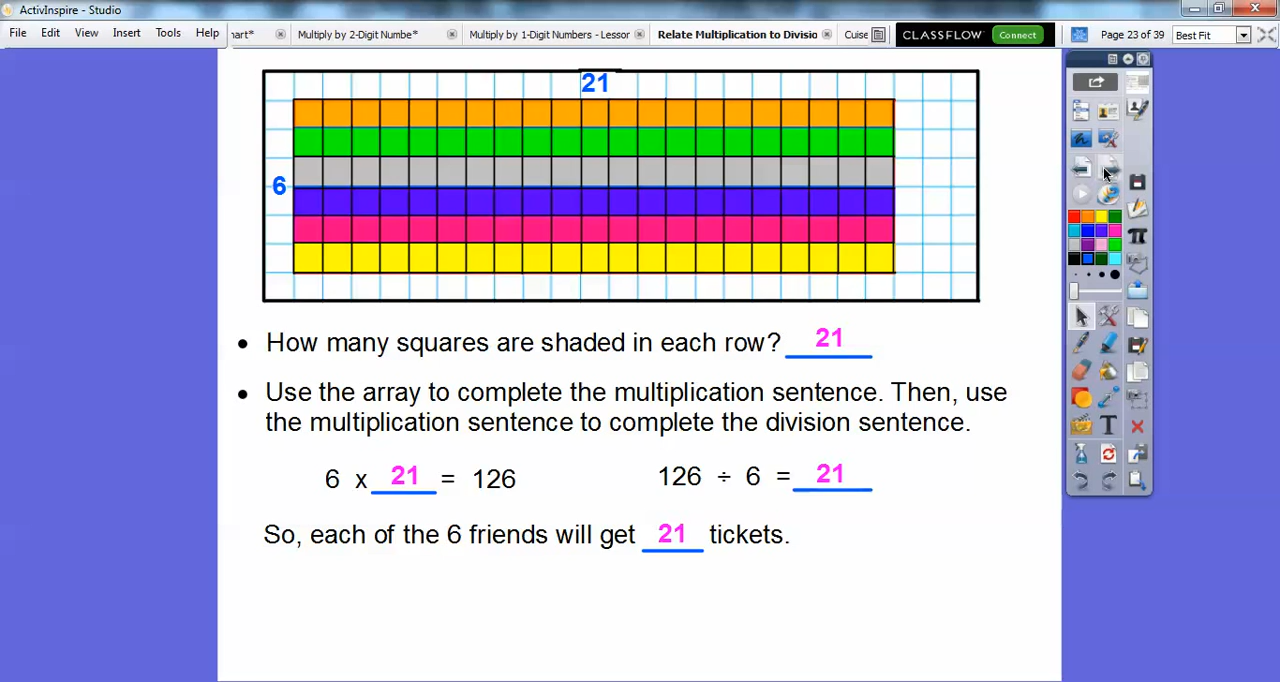 ActivInspire - Studio
File Edit View Insert Tools Help
art* Multiply by 2-Digit Numbe* Multiply by 1-Digit Numbers - Lessor Relate Multiplication to Divisio Cuise CLASSFLOW Connect Page 23 of 39 Best Fit
21
6
• How many squares are shaded in each row? 21
• Use the array to complete the multiplication sentence. Then, use
the multiplication sentence to complete the division sentence.
6 x 21 = 126 126 ÷ 6 = 21
So, each of the 6 friends will get 21 tickets.